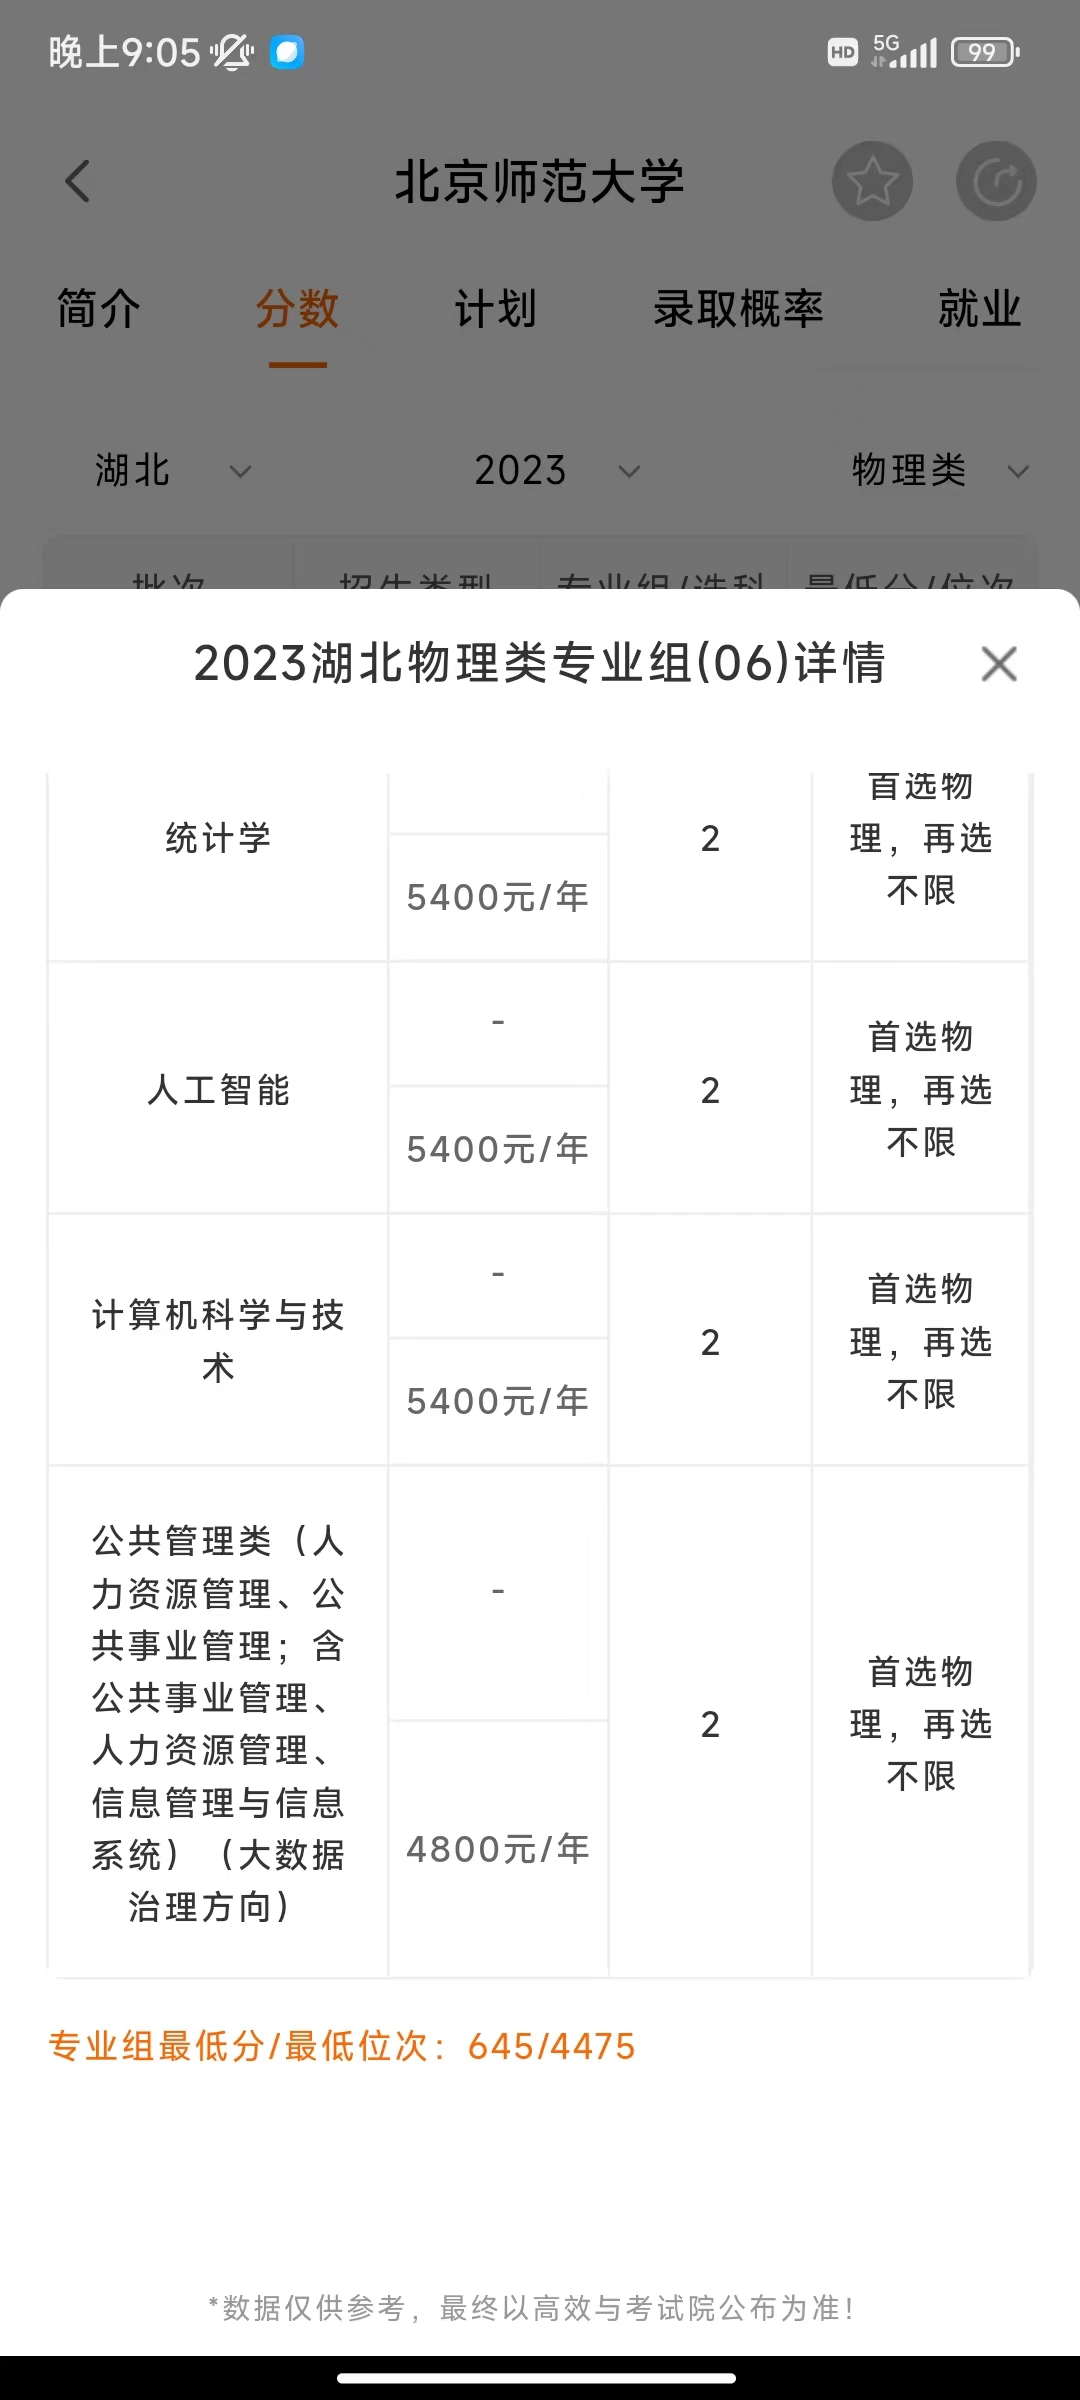 晚上9:05
HD 5G 99
北京师范大学
简介 分数 计划 录取概率 就业
湖北 2023 物理类
批次 招生类型 专业组/选科 最低分/位次
2023湖北物理类专业组(06)详情
首选物
统计学 2 理，再选
5400元/年 不限
- 首选物
人工智能 2 理，再选
5400元/年 不限
- 首选物
计算机科学与技 2 理，再选
术
5400元/年 不限
公共管理类（人
力资源管理、公 -
共事业管理；含
公共事业管理、 首选物
人力资源管理、 2 理，再选
信息管理与信息 不限
系统）（大数据 4800元/年
治理方向）
专业组最低分/最低位次：645/4475
*数据仅供参考，最终以高效与考试院公布为准！